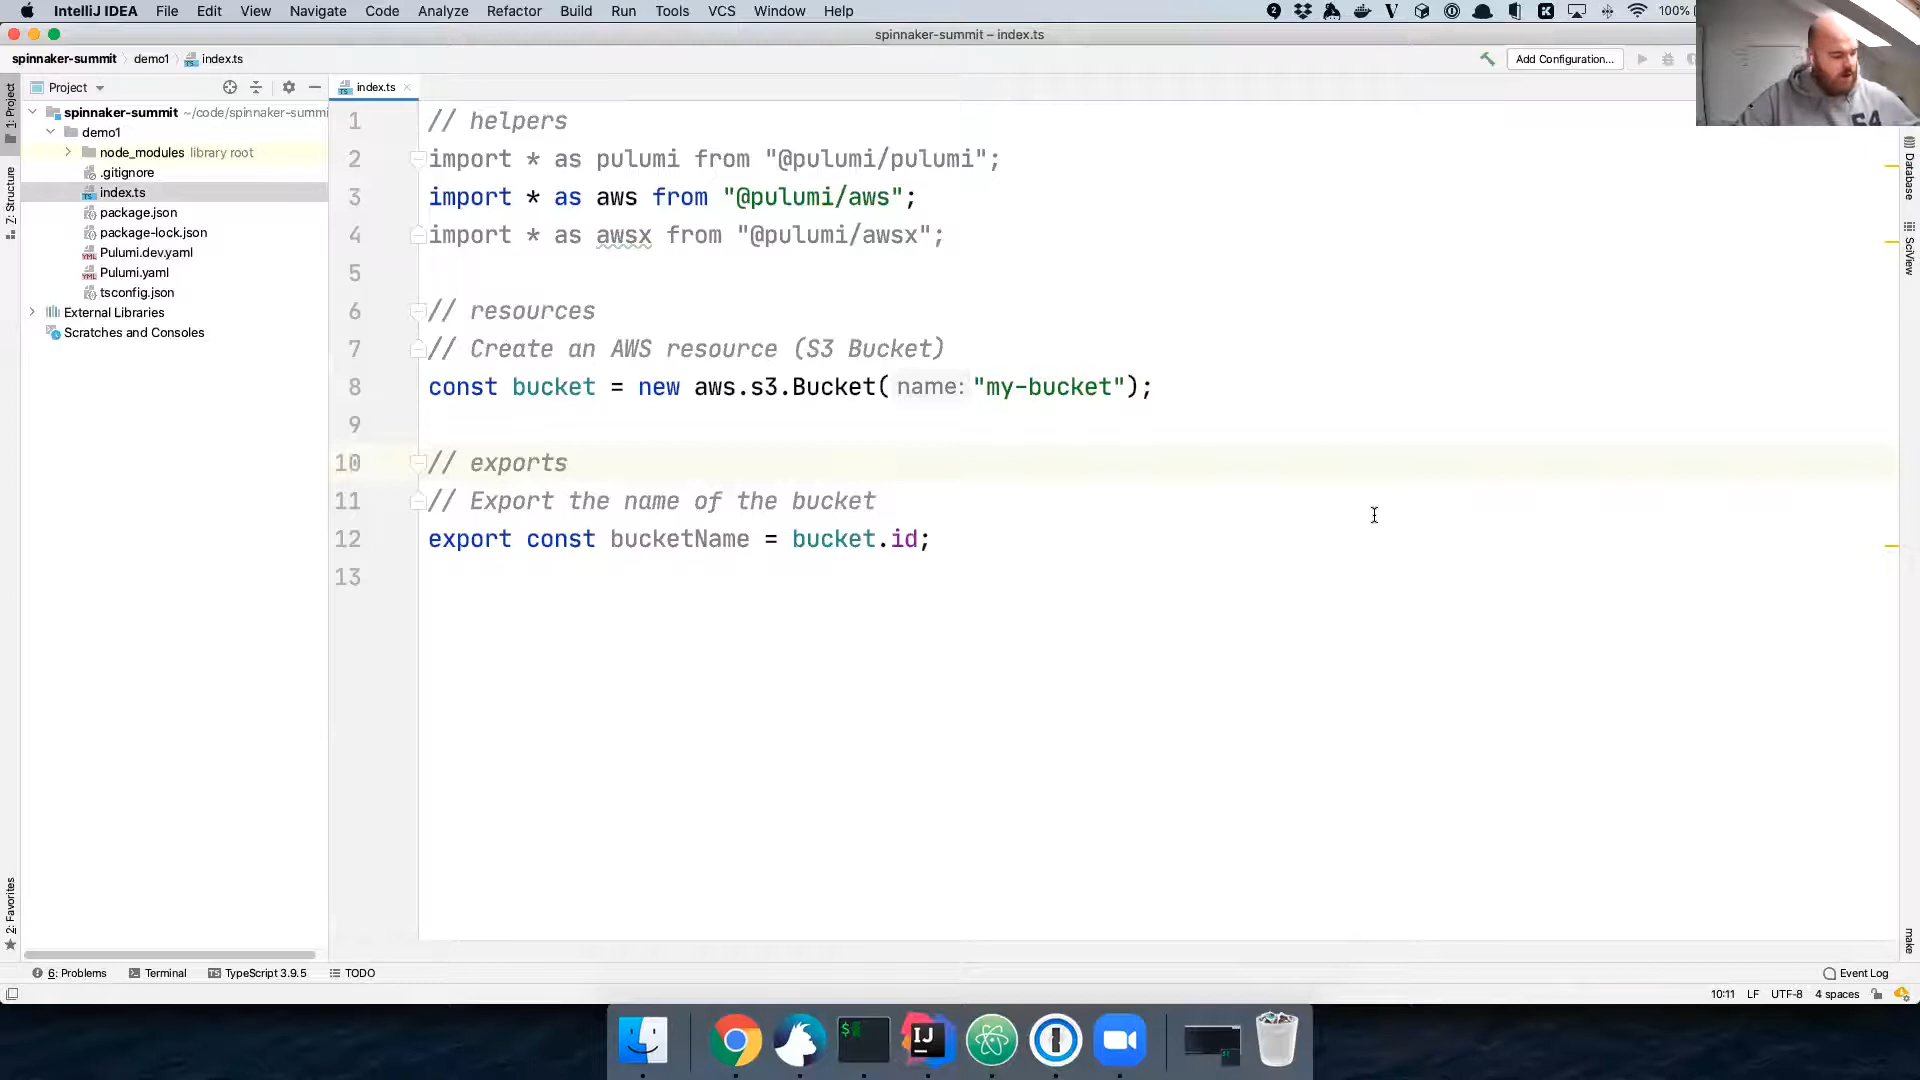 IntelliJ IDEA File Edit View Navigate Code Analyze Refactor Build Run Tools VCS Window Help 100%
spinnaker-summit – index.ts
spinnaker-summit demo1 index.ts
Add Configuration...
Project
index.ts
1: Project
Z: Structure
2: Favorites
spinnaker-summit ~/code/spinnaker-summi
demo1
node_modules library root
.gitignore
index.ts
package.json
package-lock.json
Pulumi.dev.yaml
Pulumi.yaml
tsconfig.json
External Libraries
Scratches and Consoles
1 // helpers
2 import * as pulumi from "@pulumi/pulumi";
3 import * as aws from "@pulumi/aws";
4 import * as awsx from "@pulumi/awsx";
5
6 // resources
7 // Create an AWS resource (S3 Bucket)
8 const bucket = new aws.s3.Bucket( name: "my-bucket");
9
10 // exports
11 // Export the name of the bucket
12 export const bucketName = bucket.id;
13
Database
SciView
make
6: Problems Terminal TypeScript 3.9.5 TODO
Event Log
10:11 LF UTF-8 4 spaces